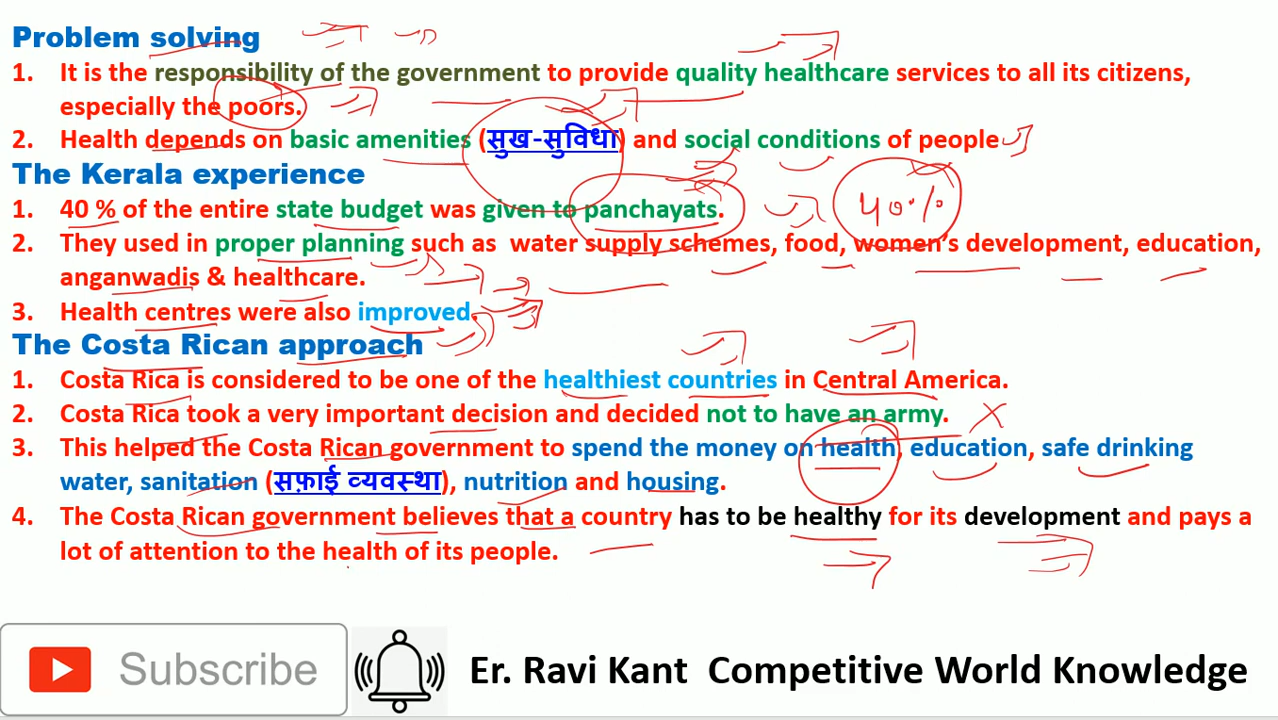 Problem solving
1. It is the responsibility of the government to provide quality healthcare services to all its citizens,
especially the poors.
2. Health depends on basic amenities (सुख-सुविधा) and social conditions of people
The Kerala experience
1. 40 % of the entire state budget was given to panchayats.
40%
2. They used in proper planning such as water supply schemes, food, women's development, education,
anganwadis & healthcare.
3. Health centres were also improved.
The Costa Rican approach
1. Costa Rica is considered to be one of the healthiest countries in Central America.
2. Costa Rica took a very important decision and decided not to have an army.
3. This helped the Costa Rican government to spend the money on health, education, safe drinking
water, sanitation (सफ़ाई व्यवस्था), nutrition and housing.
4. The Costa Rican government believes that a country has to be healthy for its development and pays a
lot of attention to the health of its people.
Subscribe
Er. Ravi Kant Competitive World Knowledge